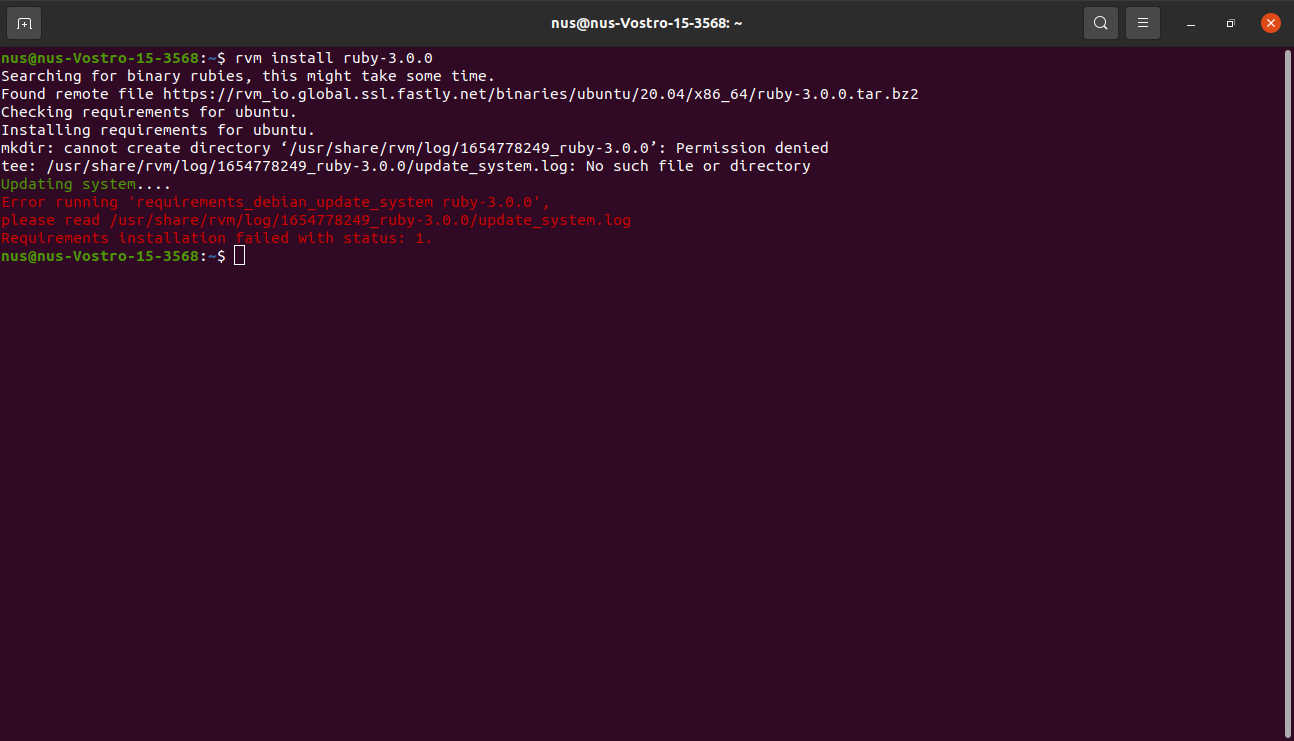 nus@nus-Vostro-15-3568: ~
nus@nus-Vostro-15-3568:~$ rvm install ruby-3.0.0
Searching for binary rubies, this might take some time.
Found remote file https://rvm_io.global.ssl.fastly.net/binaries/ubuntu/20.04/x86_64/ruby-3.0.0.tar.bz2
Checking requirements for ubuntu.
Installing requirements for ubuntu.
mkdir: cannot create directory ‘/usr/share/rvm/log/1654778249_ruby-3.0.0’: Permission denied
tee: /usr/share/rvm/log/1654778249_ruby-3.0.0/update_system.log: No such file or directory
Updating system....
Error running 'requirements_debian_update_system ruby-3.0.0',
please read /usr/share/rvm/log/1654778249_ruby-3.0.0/update_system.log
Requirements installation failed with status: 1.
nus@nus-Vostro-15-3568:~$